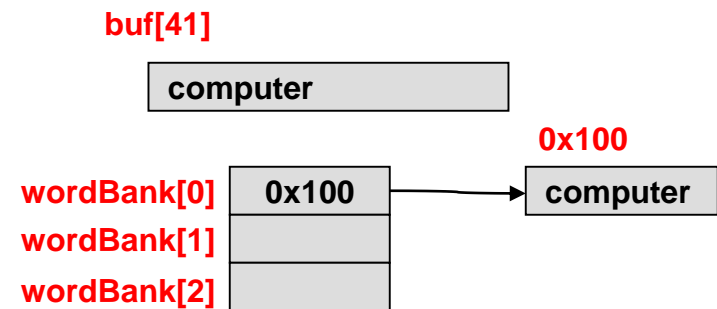 buf[41]
computer
0x100
wordBank[0] 0x100 computer
wordBank[1]
wordBank[2]